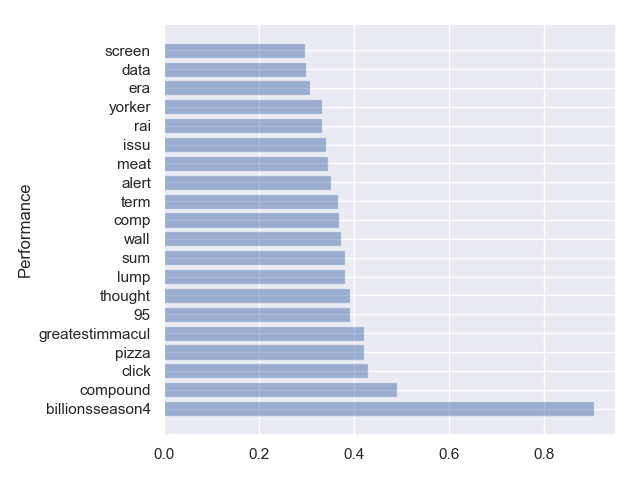 screen
data
era
yorker
rai
issu
meat
alert
term
comp
wall
sum
lump
thought
95
greatestimmacul
pizza
click
compound
billionsseason4
Performance
0.0 0.2 0.4 0.6 0.8